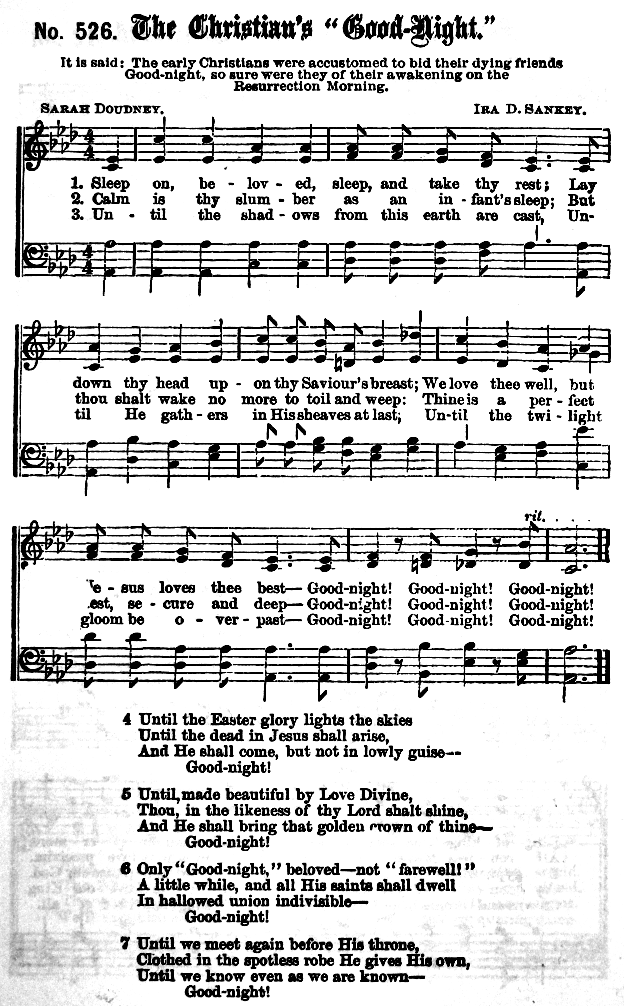 No. 526. The Christian's "Good-Night."
It is said: The early Christians were accustomed to bid their dying friends
Good-night, so sure were they of their awakening on the
Resurrection Morning.
SARAH DOUDNEY. IRA D. SANKEY.
1. Sleep on, be - lov - ed, sleep, and take thy rest; Lay
2. Calm is thy slum - ber as an in - fant's sleep; But
3. Un - til the shad - ows from this earth are cast, Un-
down thy head up - on thy Saviour's breast; We love thee well, but
thou shalt wake no more to toil and weep: Thine is a per - fect
til He gath - ers in His sheaves at last; Un-til the twi - light
ril. . . .
e - sus loves thee best— Good-night! Good-night! Good-night!
est, se - cure and deep— Good-night! Good-night! Good-night!
gloom be o - ver - past— Good-night! Good-night! Good-night!
4 Until the Easter glory lights the skies
Until the dead in Jesus shall arise,
And He shall come, but not in lowly guise—
Good-night!
5 Until, made beautiful by Love Divine,
Thou, in the likeness of thy Lord shalt shine,
And He shall bring that golden crown of thine—
Good-night!
6 Only "Good-night," beloved—not "farewell!"
A little while, and all His saints shall dwell
In hallowed union indivisible—
Good-night!
7 Until we meet again before His throne,
Clothed in the spotless robe He gives His own,
Until we know even as we are known—
Good-night!